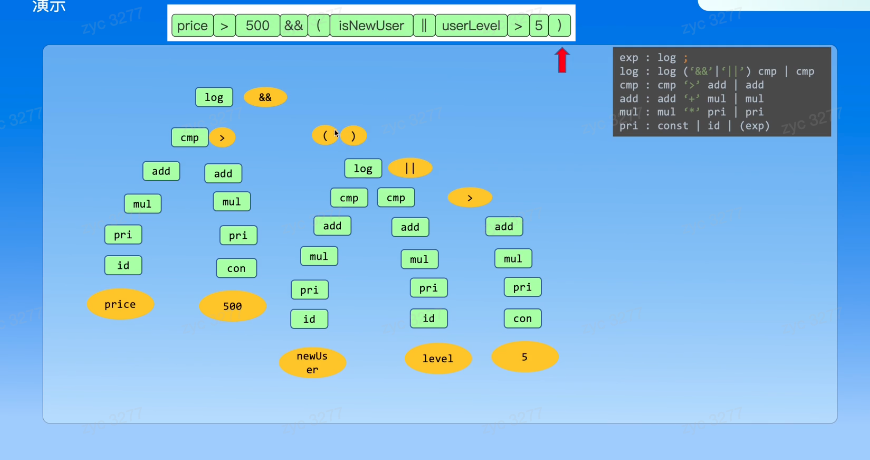 演示
price > 500 && ( isNewUser || userLevel > 5 )
exp : log ;
log : log ('&&'|'||') cmp | cmp
cmp : cmp '>' add | add
add : add '+' mul | mul
mul : mul '*' pri | pri
pri : const | id | (exp)
log &&
cmp > ( )
add add log ||
mul mul cmp cmp >
pri pri add add add
id con mul mul mul
price 500 pri pri pri
id id con
newUs
er
level 5
zyc 3277